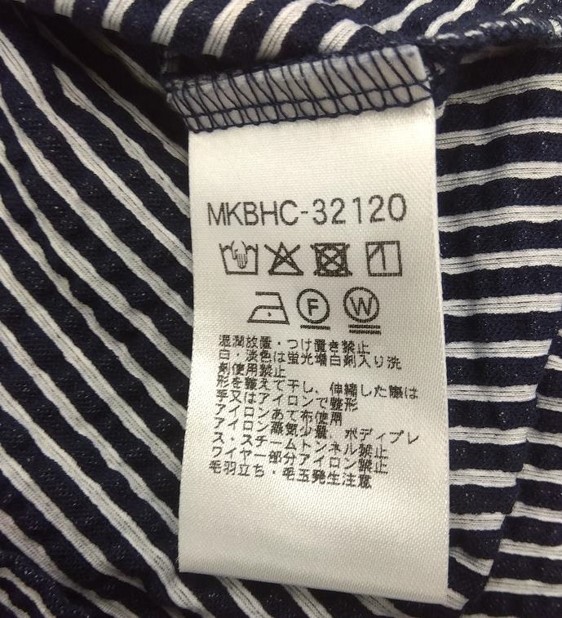 MKBHC-32120
F W
湿潤放置・つけ置き禁止
白・淡色は蛍光増白剤入り洗
剤使用禁止
形を整えて干し、伸縮した際は
手又はアイロンで整形
アイロンあて布使用
アイロン蒸気少量、ボディプレ
ス・スチームトンネル禁止
ワイヤー部分アイロン禁止
毛羽立ち・毛玉発生注意